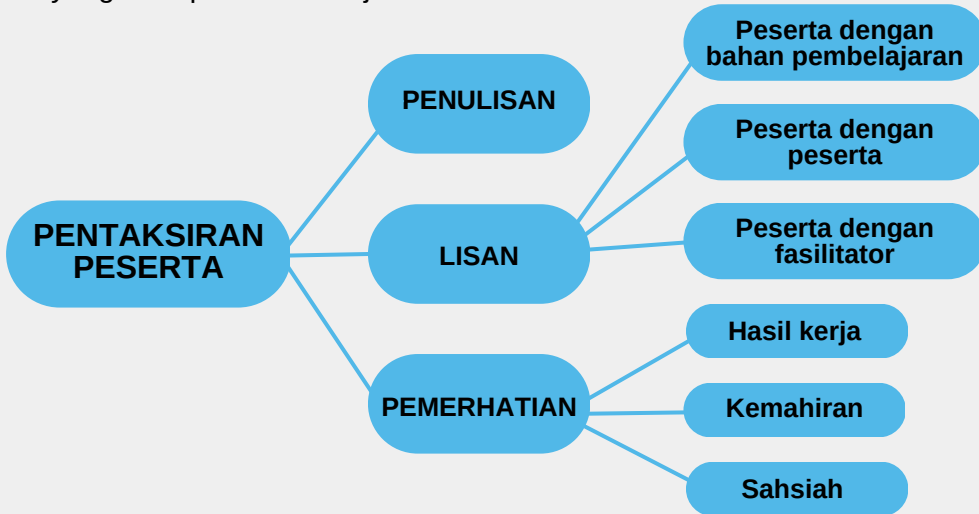 PENTAKSIRAN
PESERTA
PENULISAN
LISAN
Peserta dengan
bahan pembelajaran
Peserta dengan
peserta
Peserta dengan
fasilitator
PEMERHATIAN
Hasil kerja
Kemahiran
Sahsiah